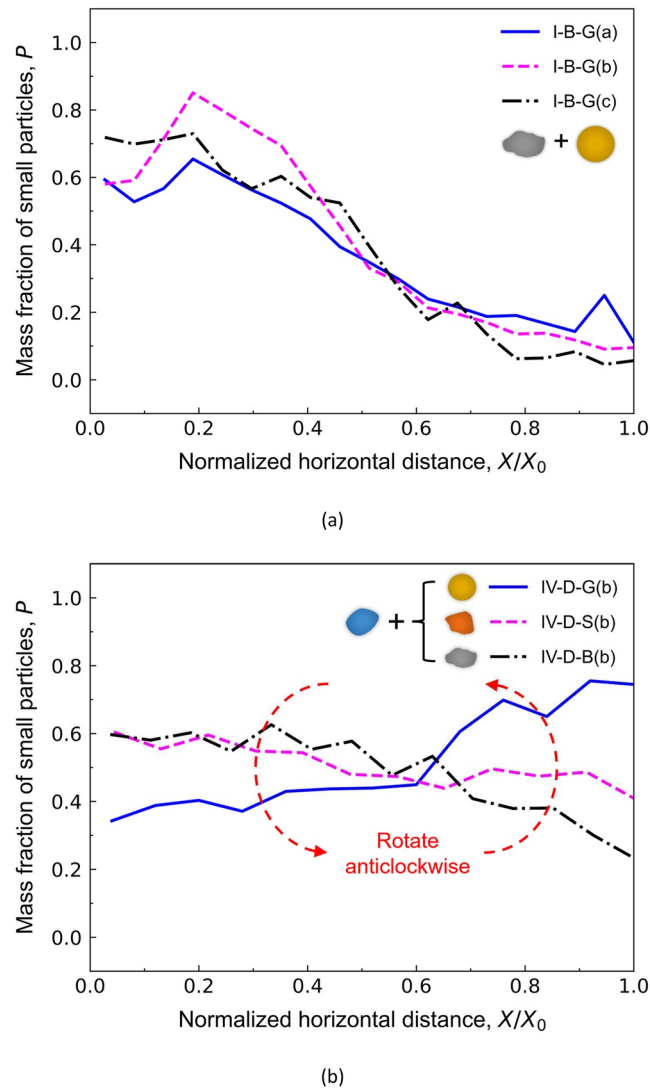 Mass fraction of small particles, P
1.0
0.8
0.6
0.4
0.2
0.0
I-B-G(a)
I-B-G(b)
I-B-G(c)
+
0.0 0.2 0.4 0.6 0.8 1.0
Normalized horizontal distance, X/X₀
(a)
Mass fraction of small particles, P
1.0
0.8
0.6
0.4
0.2
0.0
+
IV-D-G(b)
IV-D-S(b)
IV-D-B(b)
Rotate
anticlockwise
0.0 0.2 0.4 0.6 0.8 1.0
Normalized horizontal distance, X/X₀
(b)